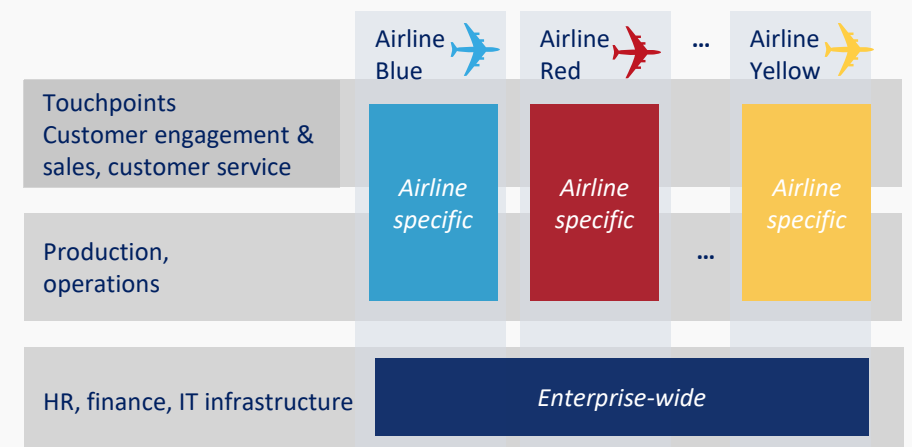 Airline
Blue
Airline
Red
...
Airline
Yellow
Touchpoints
Customer engagement &
sales, customer service
Airline
specific
Airline
specific
Airline
specific
Production,
operations
...
HR, finance, IT infrastructure
Enterprise-wide